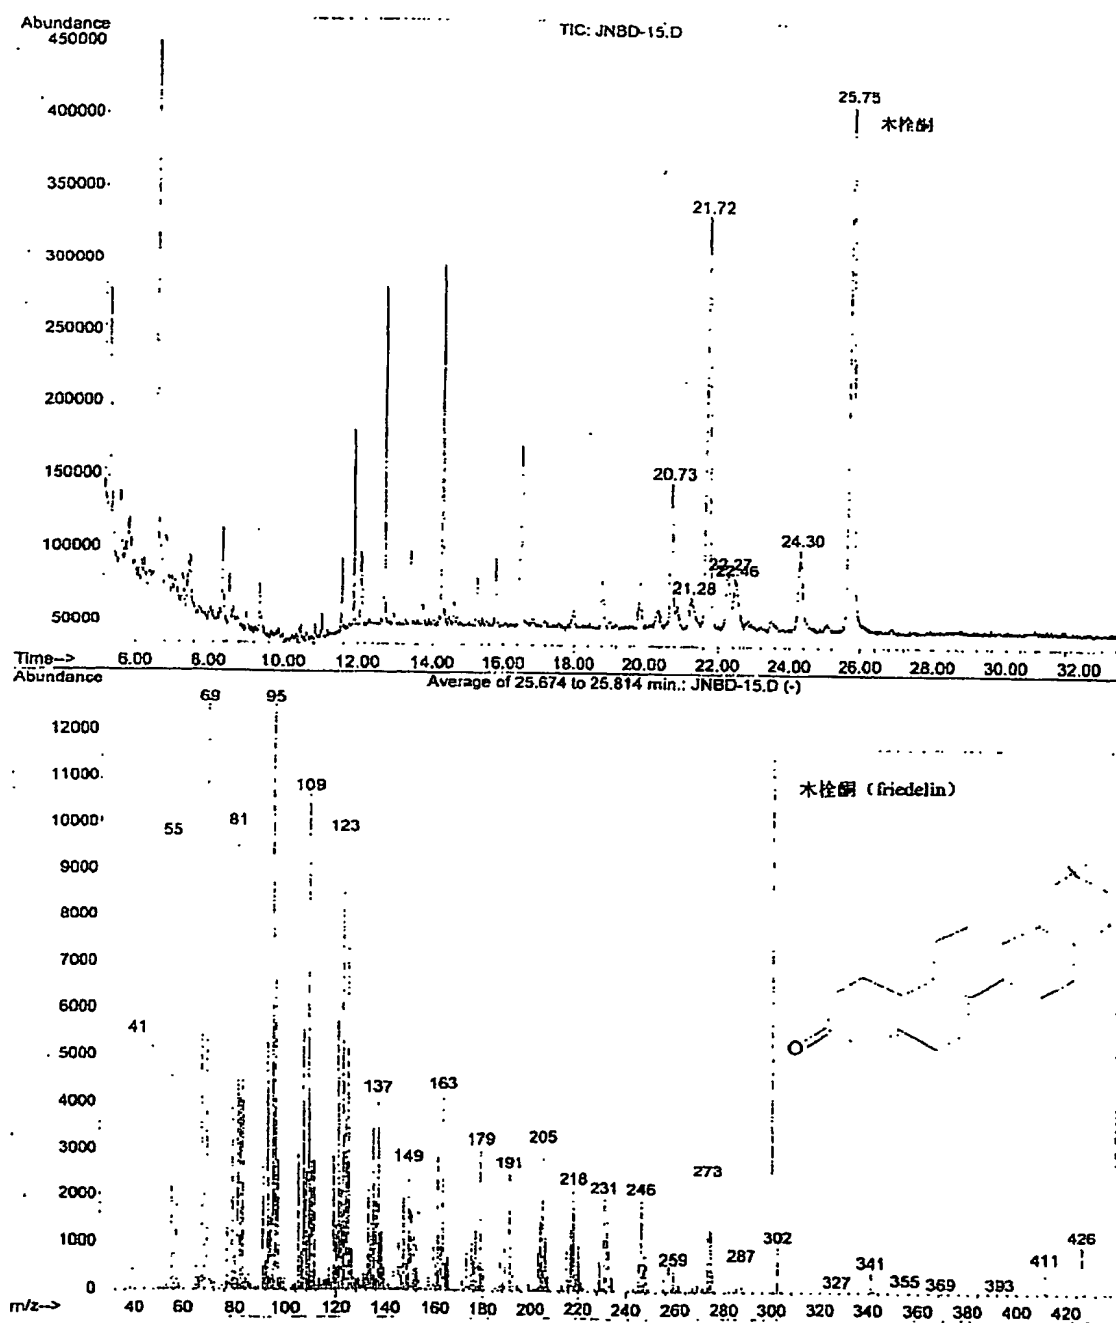 Abundance
TIC: JNBD-15.D
450000
400000
350000
300000
250000
200000
150000
100000
50000
25.75
木栓酮
21.72
20.73
21.28
22.27
22.46
24.30
Time-->
6.00 8.00 10.00 12.00 14.00 16.00 18.00 20.00 22.00 24.00 26.00 28.00 30.00 32.00
Abundance
Average of 25.674 to 25.814 min.: JNBD-15.D (-)
12000
11000
10000
9000
8000
7000
6000
5000
4000
3000
2000
1000
0
69 95
109
55 81 123
41
137 163
149 179 191 205
218 231 246 273
259 287 302
327 341 355 369 393 411 426
木栓酮 (friedelin)
O
m/z-->
40 60 80 100 120 140 160 180 200 220 240 260 280 300 320 340 360 380 400 420